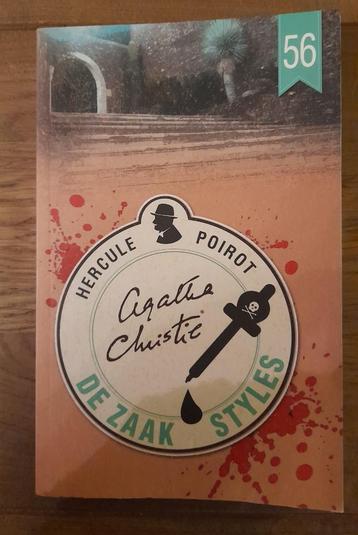 56
HERCULE POIROT
Agatha
Christie
DE ZAAK STYLES